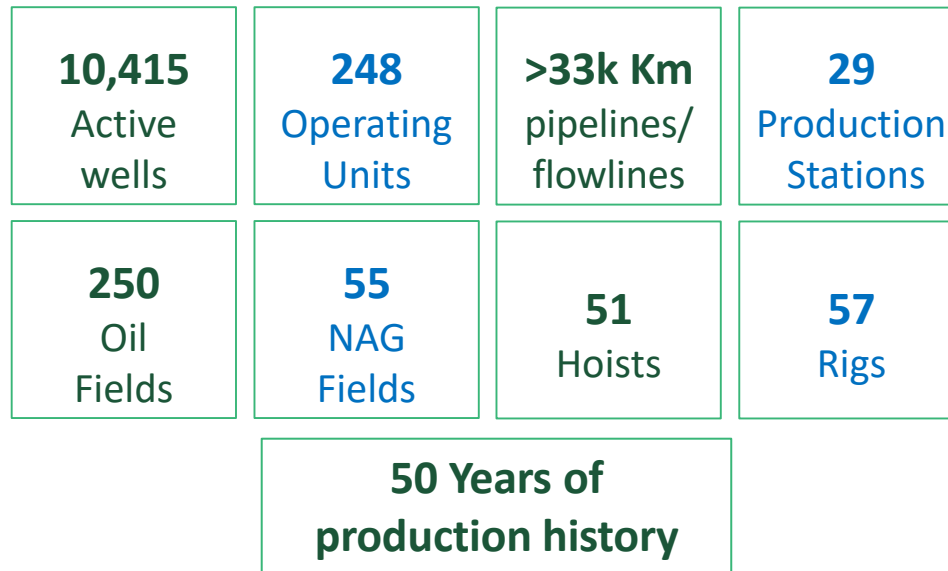 10,415
Active
wells
248
Operating
Units
>33k Km
pipelines/
flowlines
29
Production
Stations
250
Oil
Fields
55
NAG
Fields
51
Hoists
57
Rigs
50 Years of
production history